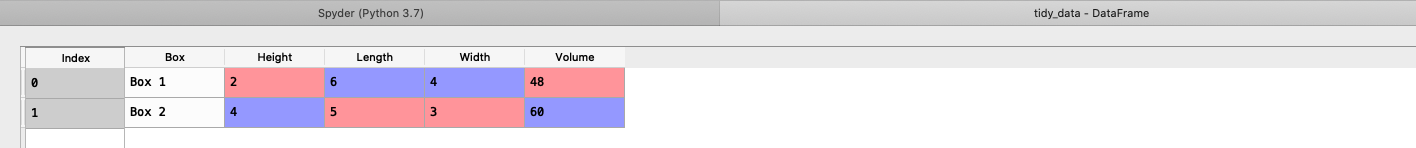 Spyder (Python 3.7) tidy_data - DataFrame
Index Box Height Length Width Volume
0 Box 1 2 6 4 48
1 Box 2 4 5 3 60